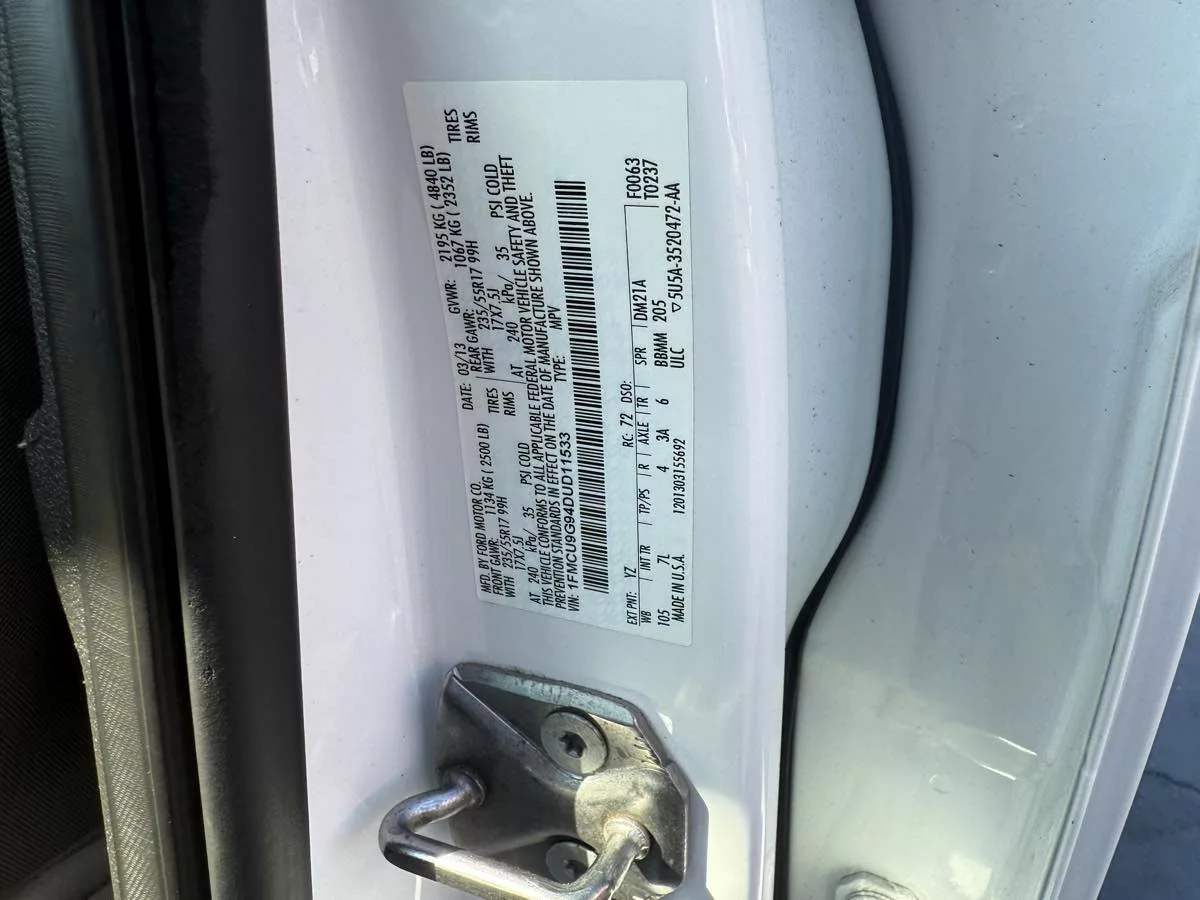 MFD. BY FORD MOTOR CO. DATE: 03/13 GVWR: 2195 KG ( 4840 LB)
FRONT GAWR: 1134 KG ( 2500 LB) REAR GAWR: 1067 KG ( 2352 LB)
WITH 235/55R17 99H TIRES WITH 235/55R17 99H TIRES
17X7.5J RIMS 17X7.5J RIMS
AT 240 kPa/ 35 PSI COLD AT 240 kPa/ 35 PSI COLD
THIS VEHICLE CONFORMS TO ALL APPLICABLE FEDERAL MOTOR VEHICLE SAFETY AND THEFT
PREVENTION STANDARDS IN EFFECT ON THE DATE OF MANUFACTURE SHOWN ABOVE.
VIN: 1FMCU9G94DUD11533 TYPE: MPV
EXT PNT: YZ RC: 72 DSO: F0063
WB INT TR TP/PS R AXLE TR SPR DM21A T0237
105 7L 4 3A 6 BBMM 205
MADE IN U.S.A. 1201303155692 ULC ▽5U5A-3520472-AA